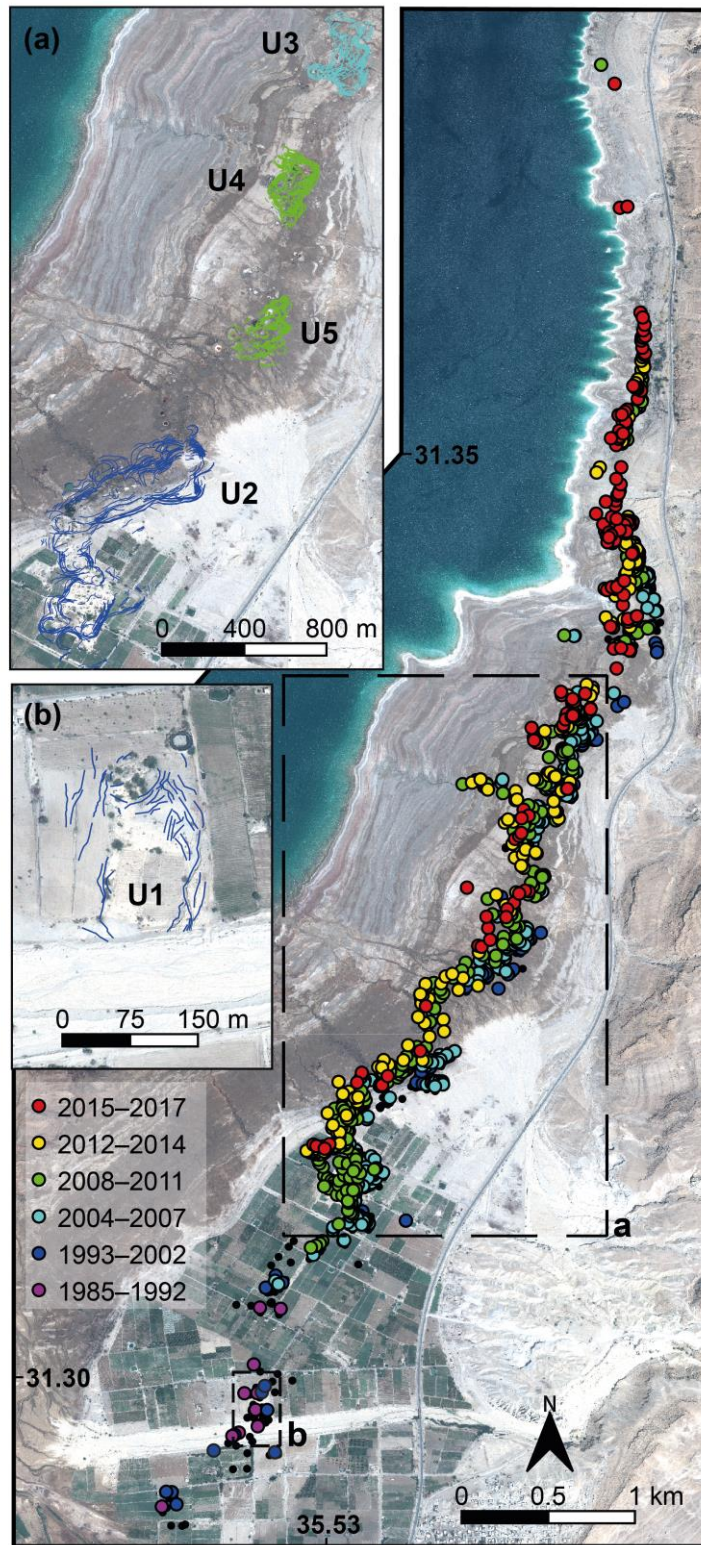 (a)
U3
U4
U5
U2
0 400 800 m
31.35
(b)
U1
0 75 150 m
2015–2017
2012–2014
2008–2011
2004–2007
1993–2002
1985–1992
a
31.30
b
N
0 0.5 1 km
35.53